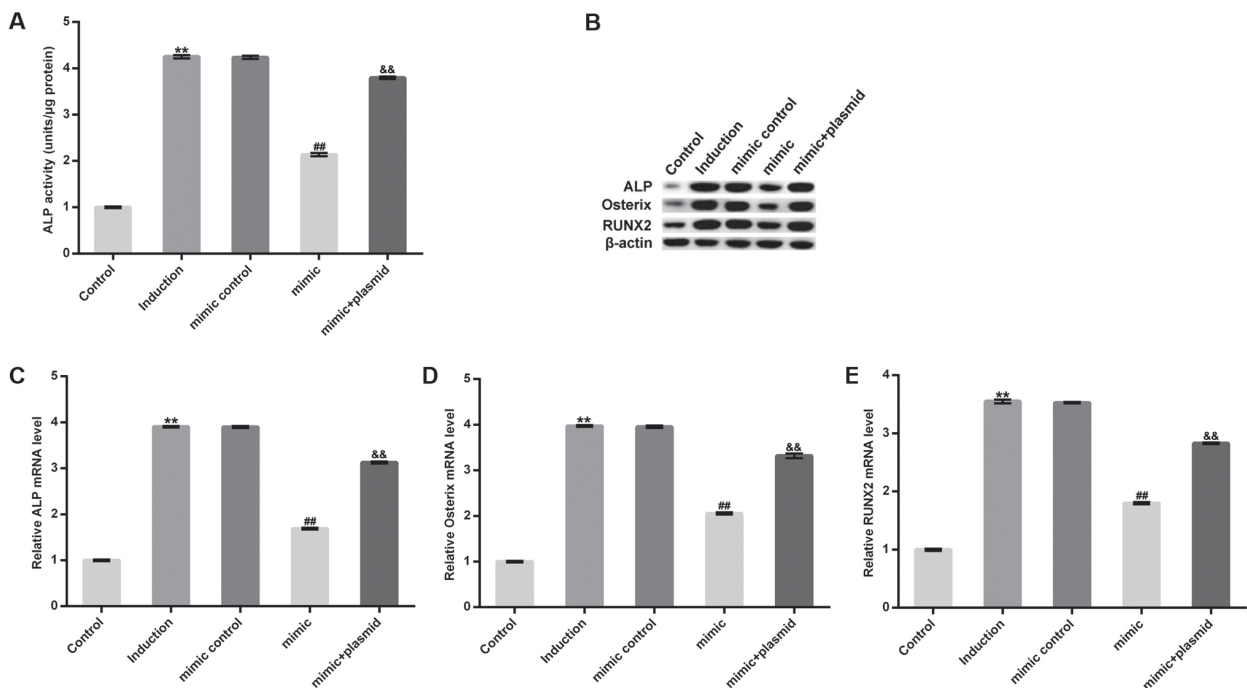 A
ALP activity (units/µg protein)
5
4
3
2
1
0
**
##
&&
Control
Induction
mimic control
mimic
mimic+plasmid
B
Control
Induction
mimic control
mimic
mimic+plasmid
ALP
Osterix
RUNX2
β-actin
C
Relative ALP mRNA level
5
4
3
2
1
0
**
##
&&
Control
Induction
mimic control
mimic
mimic+plasmid
D
Relative Osterix mRNA level
5
4
3
2
1
0
**
##
&&
Control
Induction
mimic control
mimic
mimic+plasmid
E
Relative RUNX2 mRNA level
4
3
2
1
0
**
##
&&
Control
Induction
mimic control
mimic
mimic+plasmid